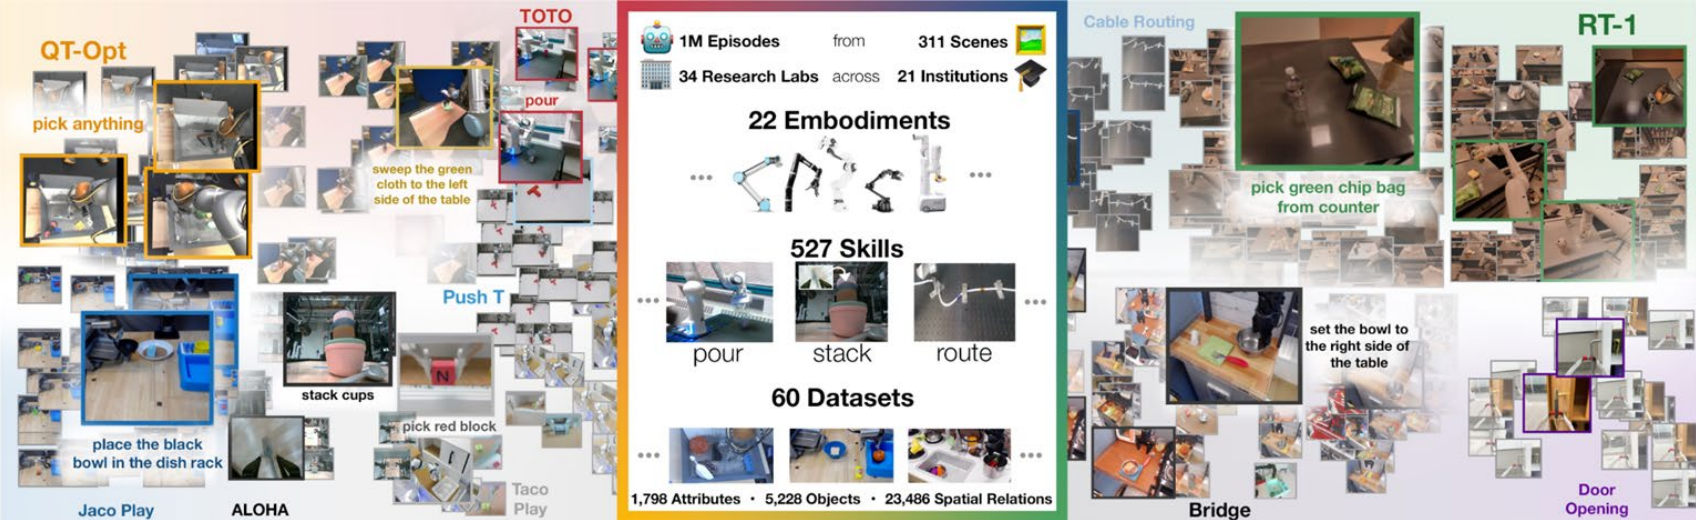 QT-Opt
pick anything
TOTO
pour
sweep the green
cloth to the left
side of the table
Push T
stack cups
N
pick red block
place the black
bowl in the dish rack
Jaco Play
ALOHA
Taco
Play
1M Episodes from 311 Scenes
34 Research Labs across 21 Institutions
22 Embodiments
527 Skills
pour stack route
60 Datasets
1,798 Attributes • 5,228 Objects • 23,486 Spatial Relations
Cable Routing
RT-1
pick green chip bag
from counter
set the bowl to
the right side of
the table
Bridge
Door
Opening